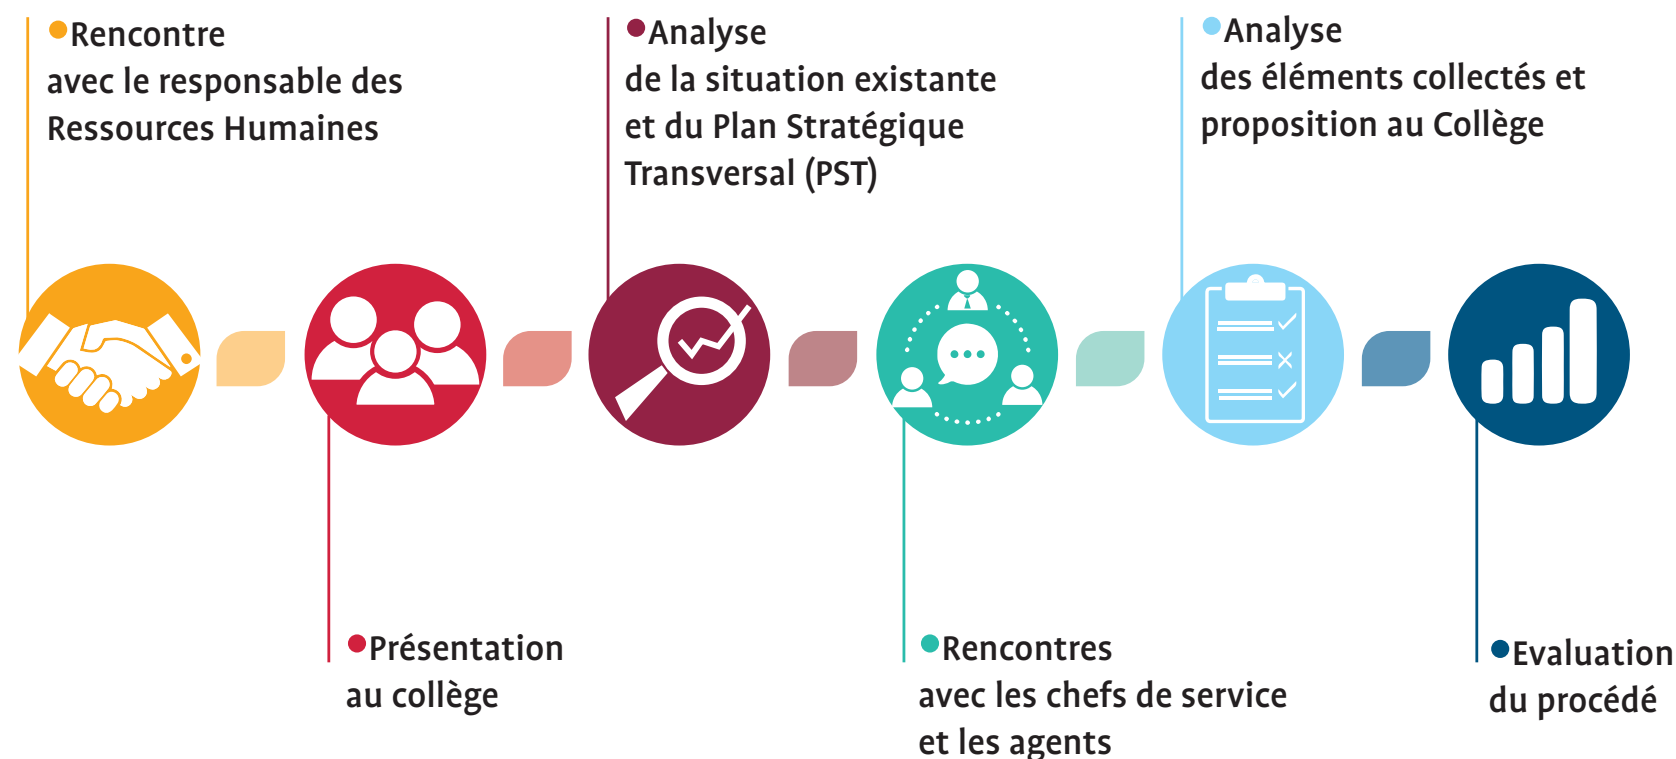 Rencontre
avec le responsable des
Ressources Humaines
Présentation
au collège
Analyse
de la situation existante
et du Plan Stratégique
Transversal (PST)
Rencontres
avec les chefs de service
et les agents
Analyse
des éléments collectés et
proposition au Collège
Evaluation
du procédé